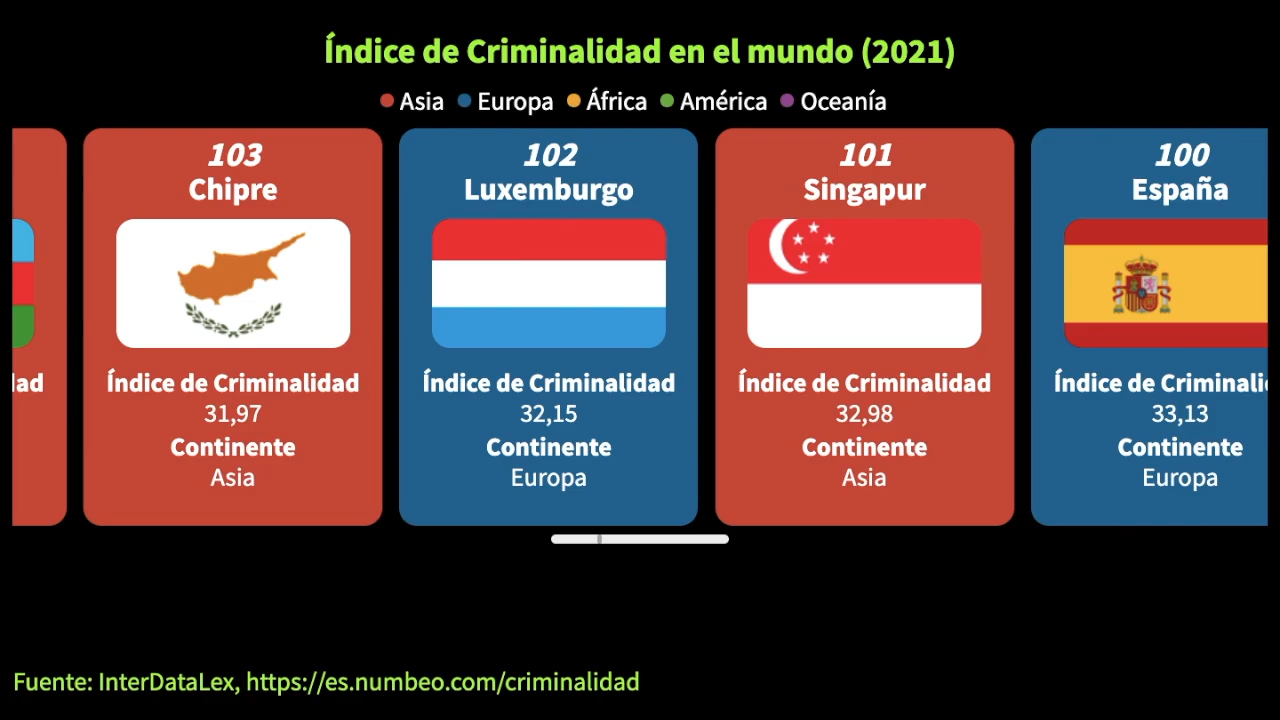 Índice de Criminalidad en el mundo (2021)
Asia Europa África América Oceanía
103
Chipre
Índice de Criminalidad
31,97
Continente
Asia
102
Luxemburgo
Índice de Criminalidad
32,15
Continente
Europa
101
Singapur
Índice de Criminalidad
32,98
Continente
Asia
100
España
Índice de
33,13
Continente
Europa
Fuente: InterDataLex, https://es.numbeo.com/criminalidad